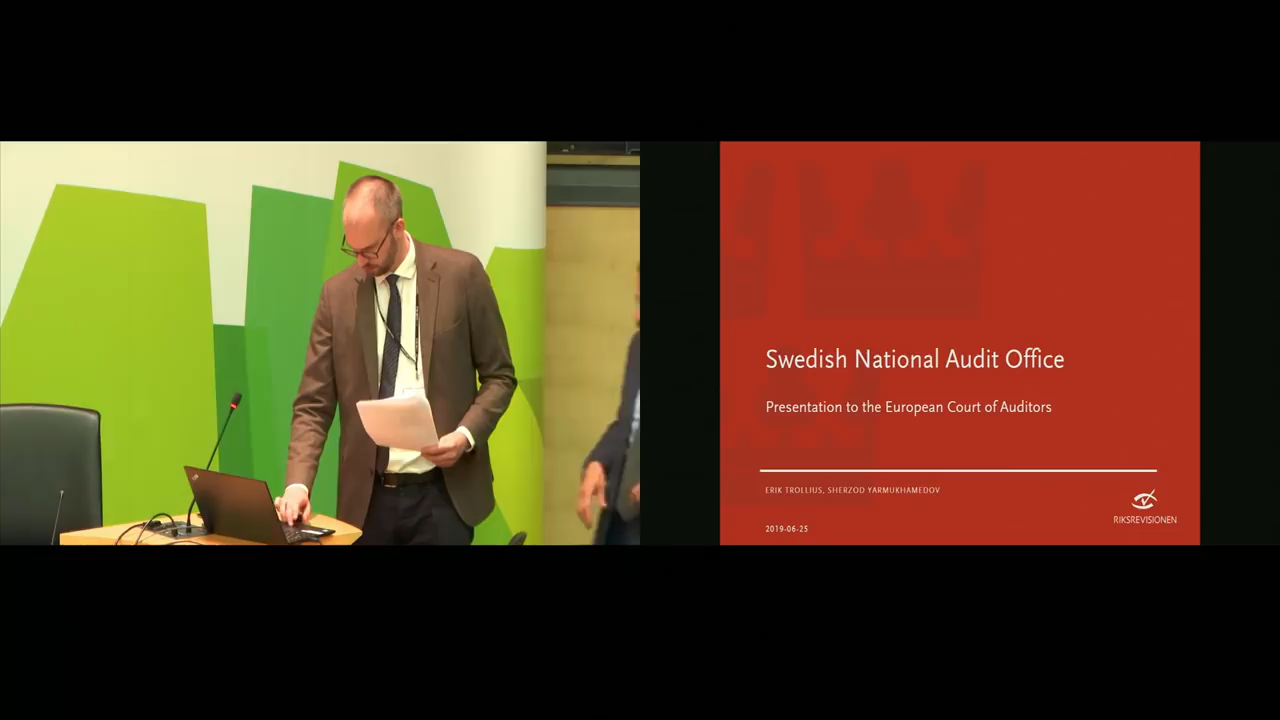 Swedish National Audit Office
Presentation to the European Court of Auditors
ERIK TROLLIUS, SHERZOD YARMUKHAMEDOV
RIKSREVISIONEN
2019-06-25